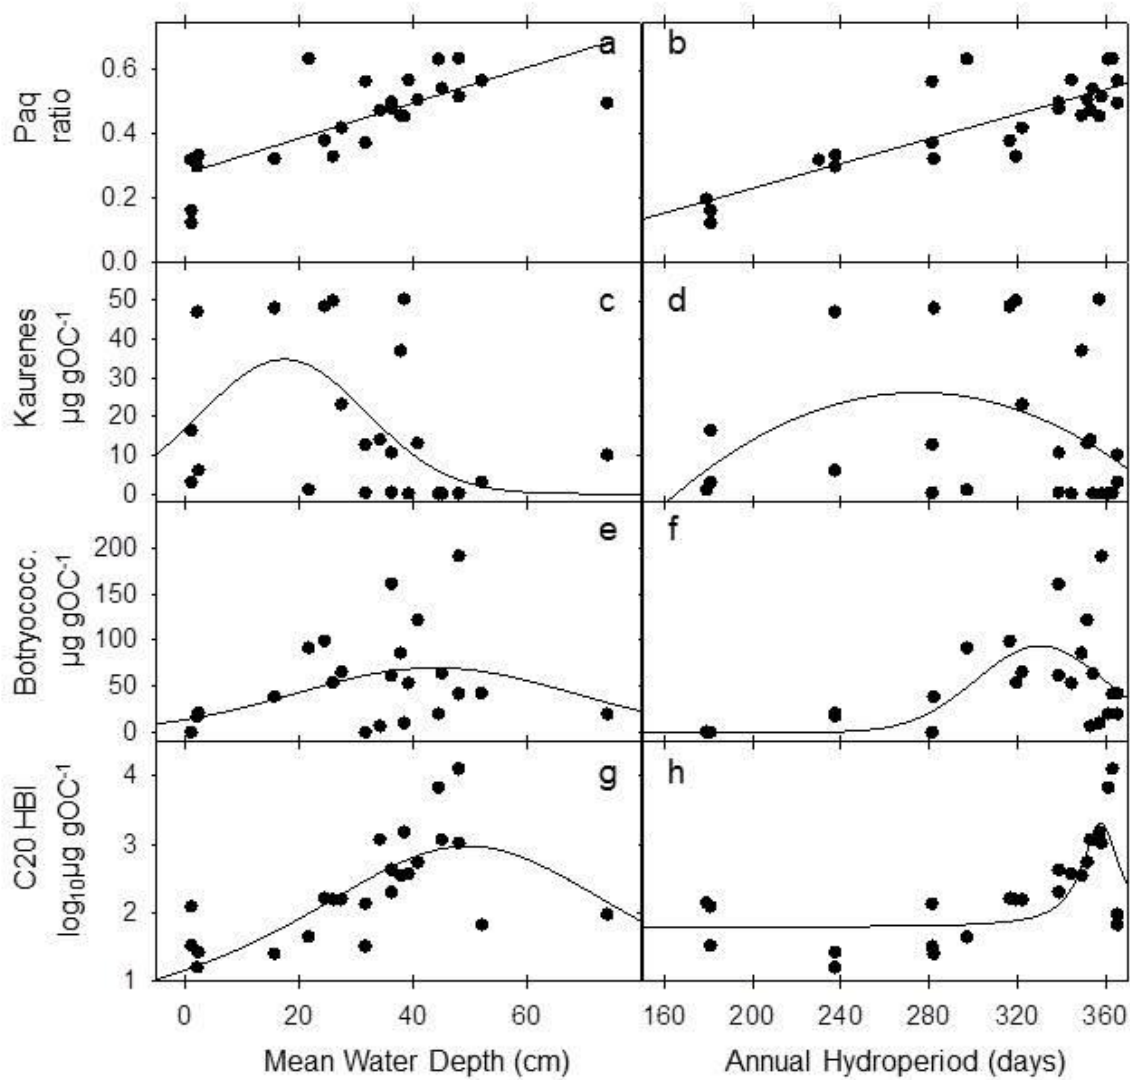 Paq
ratio
0.6
0.4
0.2
0.0
a
b
Kaurenes
µg gOC⁻¹
50
40
30
20
10
0
c
d
Botryococc.
µg gOC⁻¹
200
150
100
50
0
e
f
C20 HBI
log₁₀µg gOC⁻¹
4
3
2
1
g
h
0 20 40 60
160 200 240 280 320 360
Mean Water Depth (cm)
Annual Hydroperiod (days)